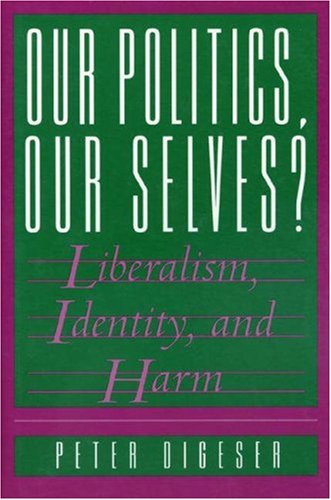 OUR POLITICS,
OUR SELVES?
Liberalism,
Identity, and
Harm
PETER DIGESER